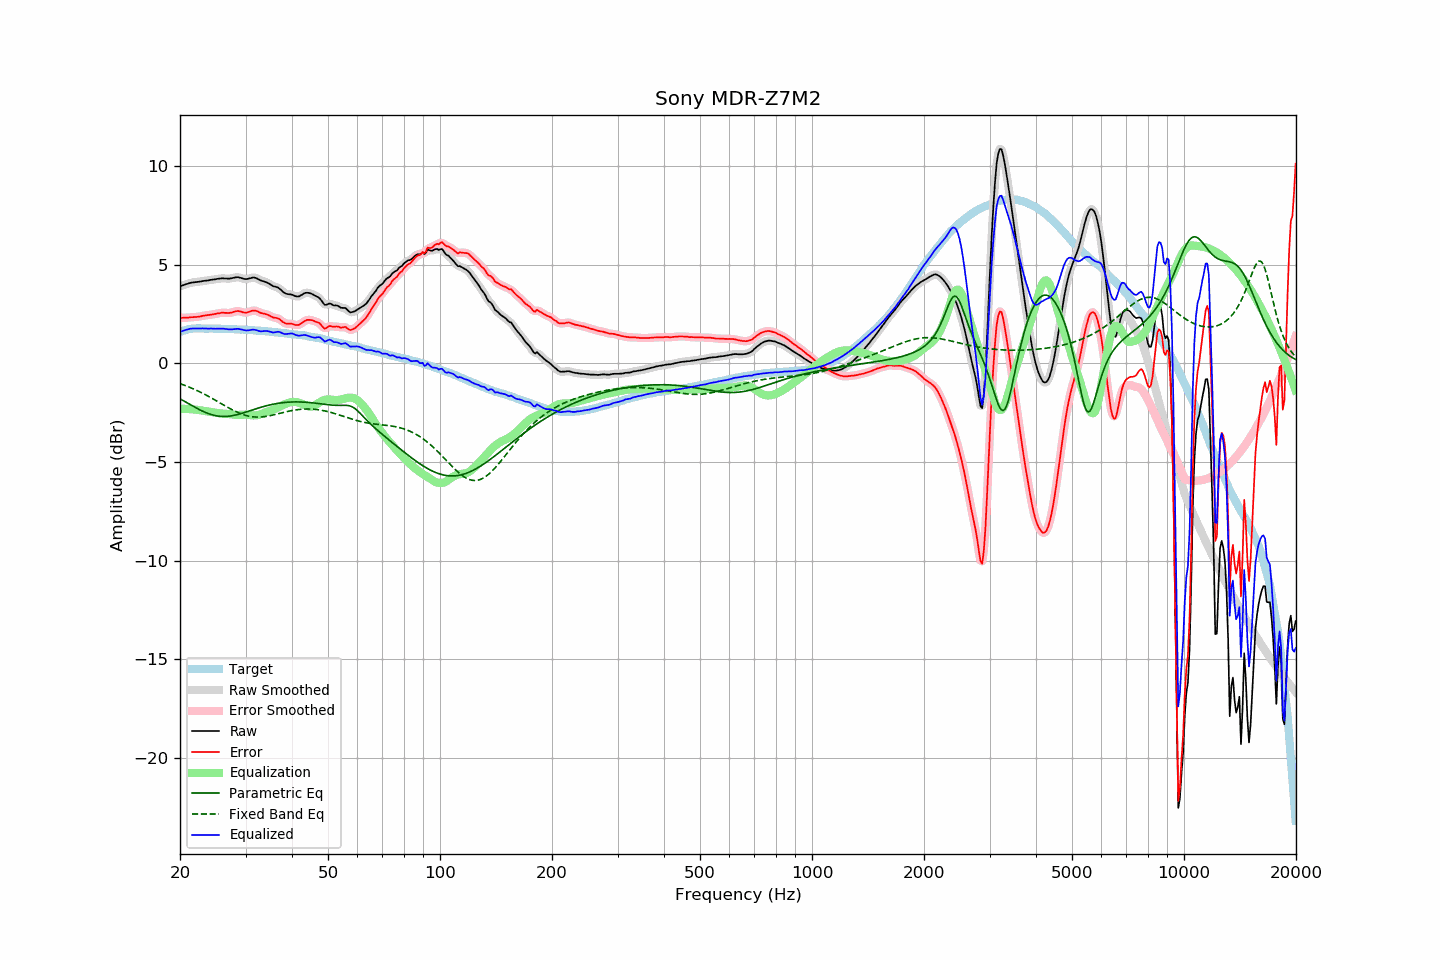 Sony MDR-Z7M2
Amplitude (dBr)
10
5
0
−5
−10
−15
−20
Target
Raw Smoothed
Error Smoothed
Raw
Error
Equalization
Parametric Eq
Fixed Band Eq
Equalized
20 50 100 200 500 1000 2000 5000 10000 20000
Frequency (Hz)